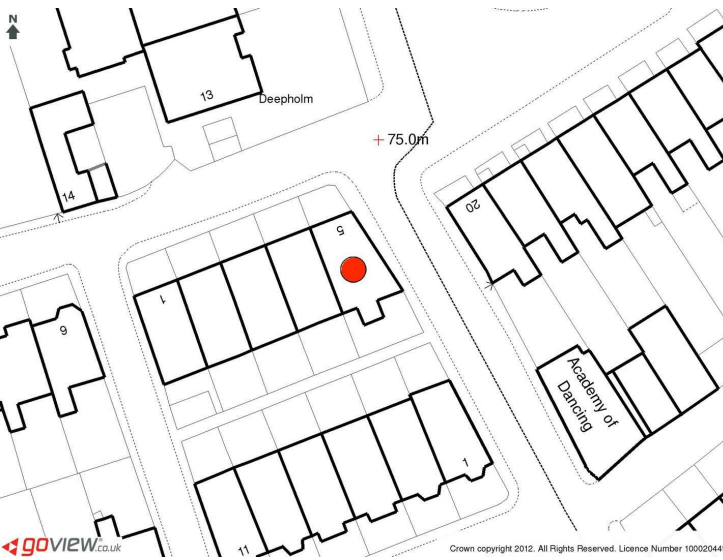 N
13
Deepholm
75.0m
14
20
5
1
9
Academy of
Dancing
1
11
goview.co.uk
Crown copyright 2012. All Rights Reserved. Licence Number 10002044